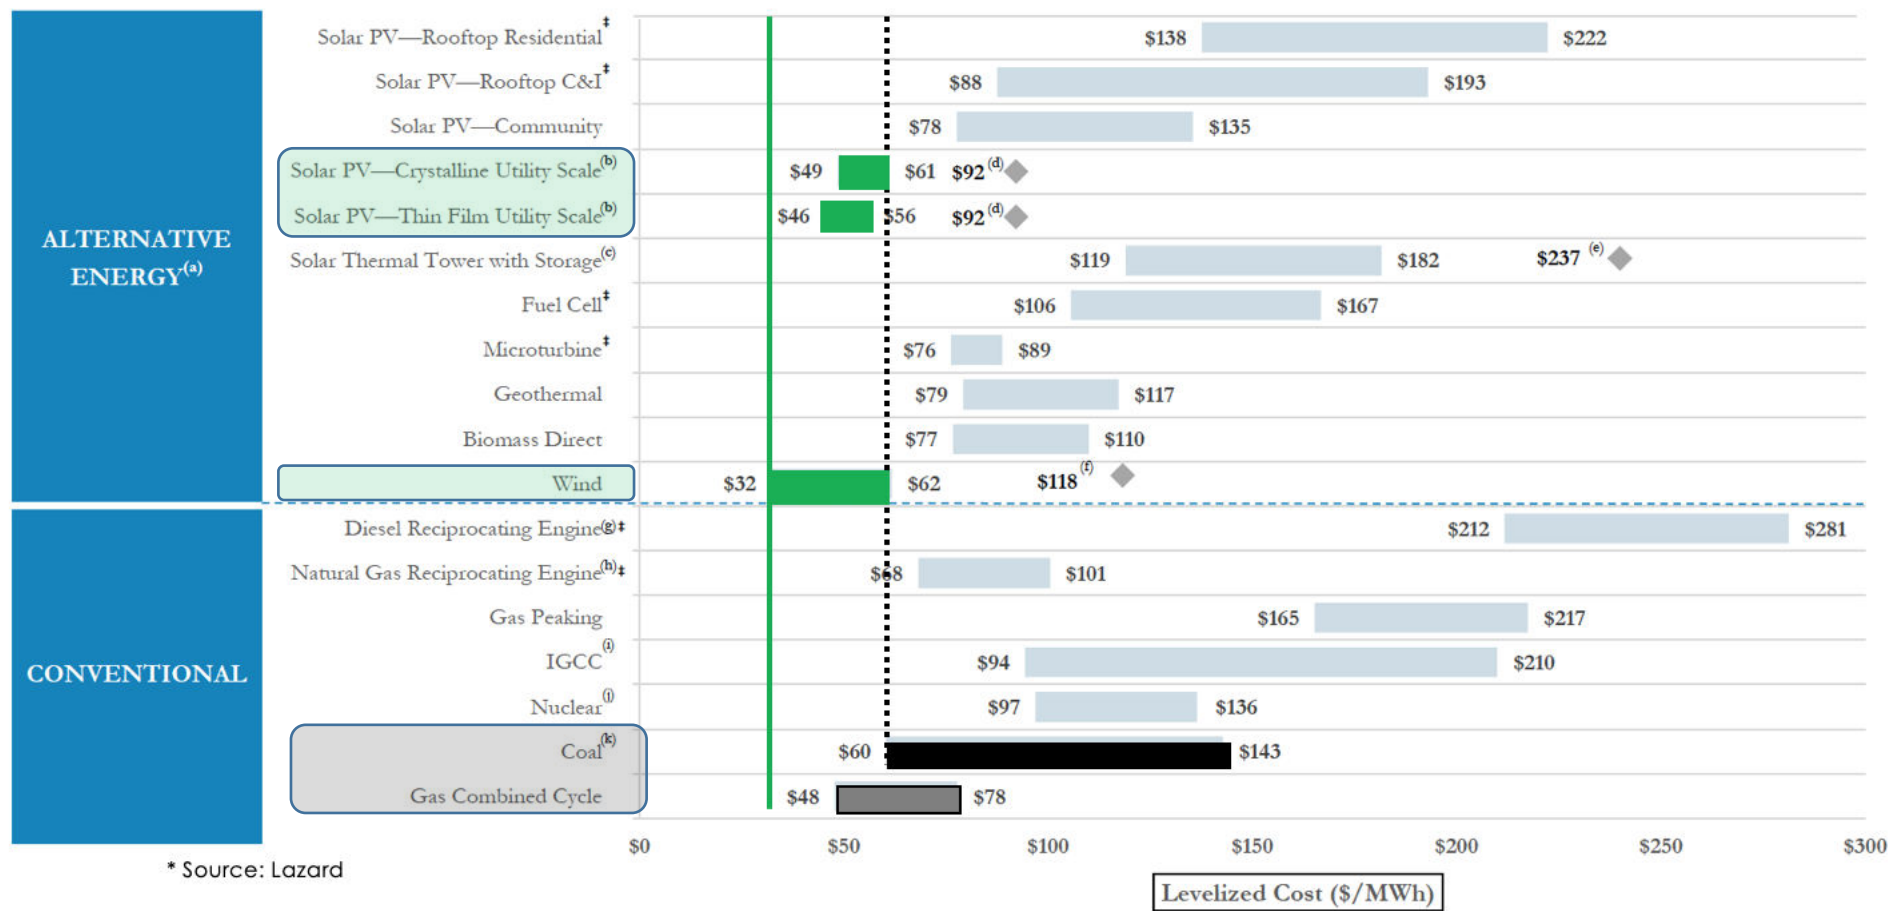 Solar PV—Rooftop Residential‡ $138 $222
Solar PV—Rooftop C&I‡ $88 $193
Solar PV—Community $78 $135
Solar PV—Crystalline Utility Scale(b) $49 $61 $92(d)
Solar PV—Thin Film Utility Scale(b) $46 $56 $92(d)
ALTERNATIVE
ENERGY(a)
Solar Thermal Tower with Storage(c) $119 $182 $237(e)
Fuel Cell‡ $106 $167
Microturbine‡ $76 $89
Geothermal $79 $117
Biomass Direct $77 $110
Wind $32 $62 $118(f)
Diesel Reciprocating Engine(g)‡ $212 $281
Natural Gas Reciprocating Engine(h)‡ $68 $101
Gas Peaking $165 $217
CONVENTIONAL
IGCC(i) $94 $210
Nuclear(j) $97 $136
Coal(k) $60 $143
Gas Combined Cycle $48 $78
$0 $50 $100 $150 $200 $250 $300
* Source: Lazard
Levelized Cost ($/MWh)